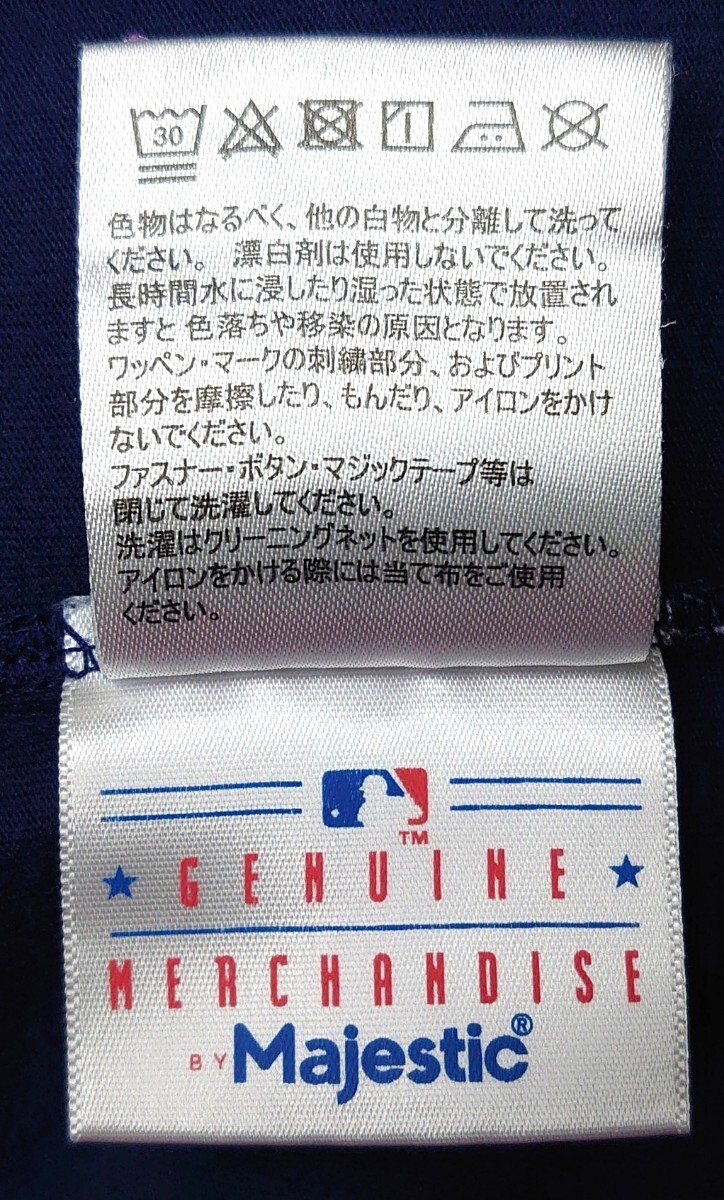 30
色物はなるべく、他の白物と分離して洗って
ください。 漂白剤は使用しないでください。
長時間水に浸したり湿った状態で放置され
ますと 色落ちや移染の原因となります。
ワッペン・マークの刺繍部分、およびプリント
部分を摩擦したり、もんだり、アイロンをかけ
ないでください。
ファスナー・ボタン・マジックテープ等は
閉じて洗濯してください。
洗濯はクリーニングネットを使用してください。
アイロンをかける際には当て布をご使用
ください。
TM
GENUINE
MERCHANDISE
BY Majestic®